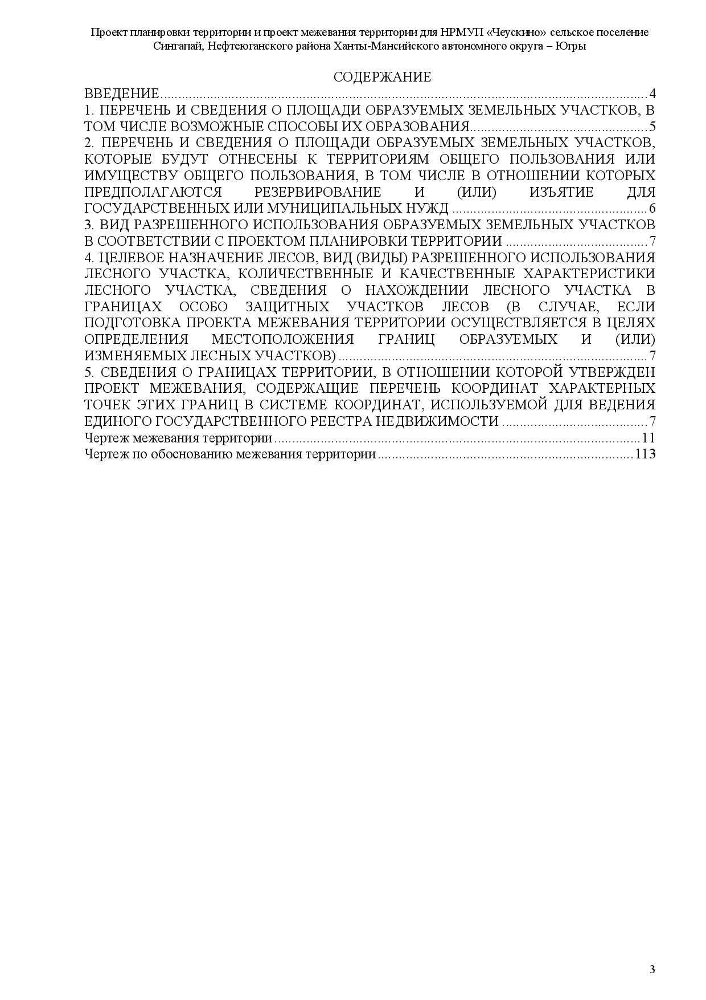 Проект планировки территории и проект межевания территории для НРМУП «Чеускино» сельское поселение
Сингапай, Нефтеюганского района Ханты-Мансийского автономного округа – Югры
СОДЕРЖАНИЕ
ВВЕДЕНИЕ........................................................................................................................................4
1. ПЕРЕЧЕНЬ И СВЕДЕНИЯ О ПЛОЩАДИ ОБРАЗУЕМЫХ ЗЕМЕЛЬНЫХ УЧАСТКОВ, В
ТОМ ЧИСЛЕ ВОЗМОЖНЫЕ СПОСОБЫ ИХ ОБРАЗОВАНИЯ..................................................5
2. ПЕРЕЧЕНЬ И СВЕДЕНИЯ О ПЛОЩАДИ ОБРАЗУЕМЫХ ЗЕМЕЛЬНЫХ УЧАСТКОВ,
КОТОРЫЕ БУДУТ ОТНЕСЕНЫ К ТЕРРИТОРИЯМ ОБЩЕГО ПОЛЬЗОВАНИЯ ИЛИ
ИМУЩЕСТВУ ОБЩЕГО ПОЛЬЗОВАНИЯ, В ТОМ ЧИСЛЕ В ОТНОШЕНИИ КОТОРЫХ
ПРЕДПОЛАГАЮТСЯ РЕЗЕРВИРОВАНИЕ И (ИЛИ) ИЗЪЯТИЕ ДЛЯ
ГОСУДАРСТВЕННЫХ ИЛИ МУНИЦИПАЛЬНЫХ НУЖД ......................................................6
3. ВИД РАЗРЕШЕННОГО ИСПОЛЬЗОВАНИЯ ОБРАЗУЕМЫХ ЗЕМЕЛЬНЫХ УЧАСТКОВ
В СООТВЕТСТВИИ С ПРОЕКТОМ ПЛАНИРОВКИ ТЕРРИТОРИИ ........................................7
4. ЦЕЛЕВОЕ НАЗНАЧЕНИЕ ЛЕСОВ, ВИД (ВИДЫ) РАЗРЕШЕННОГО ИСПОЛЬЗОВАНИЯ
ЛЕСНОГО УЧАСТКА, КОЛИЧЕСТВЕННЫЕ И КАЧЕСТВЕННЫЕ ХАРАКТЕРИСТИКИ
ЛЕСНОГО УЧАСТКА, СВЕДЕНИЯ О НАХОЖДЕНИИ ЛЕСНОГО УЧАСТКА В
ГРАНИЦАХ ОСОБО ЗАЩИТНЫХ УЧАСТКОВ ЛЕСОВ (В СЛУЧАЕ, ЕСЛИ
ПОДГОТОВКА ПРОЕКТА МЕЖЕВАНИЯ ТЕРРИТОРИИ ОСУЩЕСТВЛЯЕТСЯ В ЦЕЛЯХ
ОПРЕДЕЛЕНИЯ МЕСТОПОЛОЖЕНИЯ ГРАНИЦ ОБРАЗУЕМЫХ И (ИЛИ)
ИЗМЕНЯЕМЫХ ЛЕСНЫХ УЧАСТКОВ) ......................................................................................7
5. СВЕДЕНИЯ О ГРАНИЦАХ ТЕРРИТОРИИ, В ОТНОШЕНИИ КОТОРОЙ УТВЕРЖДЕН
ПРОЕКТ МЕЖЕВАНИЯ, СОДЕРЖАЩИЕ ПЕРЕЧЕНЬ КООРДИНАТ ХАРАКТЕРНЫХ
ТОЧЕК ЭТИХ ГРАНИЦ В СИСТЕМЕ КООРДИНАТ, ИСПОЛЬЗУЕМОЙ ДЛЯ ВЕДЕНИЯ
ЕДИНОГО ГОСУДАРСТВЕННОГО РЕЕСТРА НЕДВИЖИМОСТИ .........................................7
Чертеж межевания территории......................................................................................................11
Чертеж по обоснованию межевания территории.......................................................................113
3